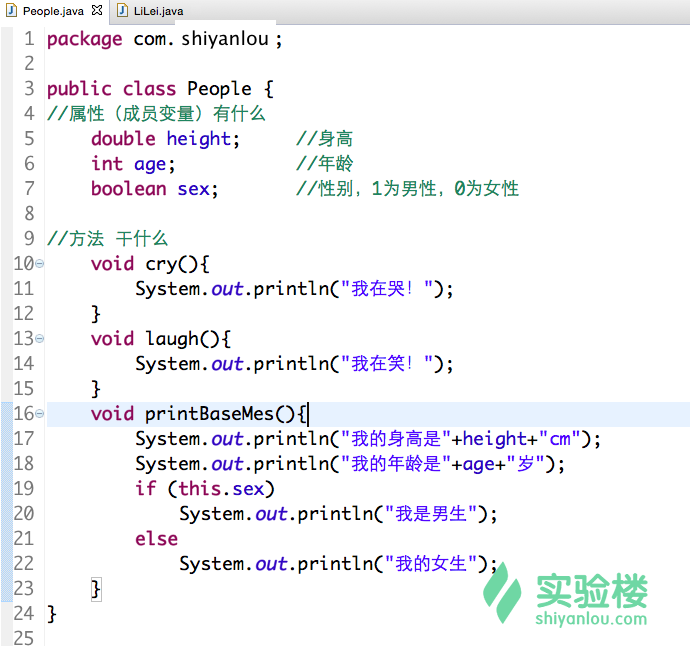 People.java
LiLei.java
1 package com. shiyanlou ;
2
3 public class People {
4 //属性（成员变量）有什么
5     double height;     //身高
6     int age;           //年龄
7     boolean sex;       //性别，1为男性，0为女性
8
9 //方法 干什么
10     void cry(){
11         System.out.println("我在哭！");
12     }
13     void laugh(){
14         System.out.println("我在笑！");
15     }
16     void printBaseMes(){
17         System.out.println("我的身高是"+height+"cm");
18         System.out.println("我的年龄是"+age+"岁");
19         if (this.sex)
20             System.out.println("我是男生");
21         else
22             System.out.println("我的女生");
23     }
24 }
25
实验楼
shiyanlou.com